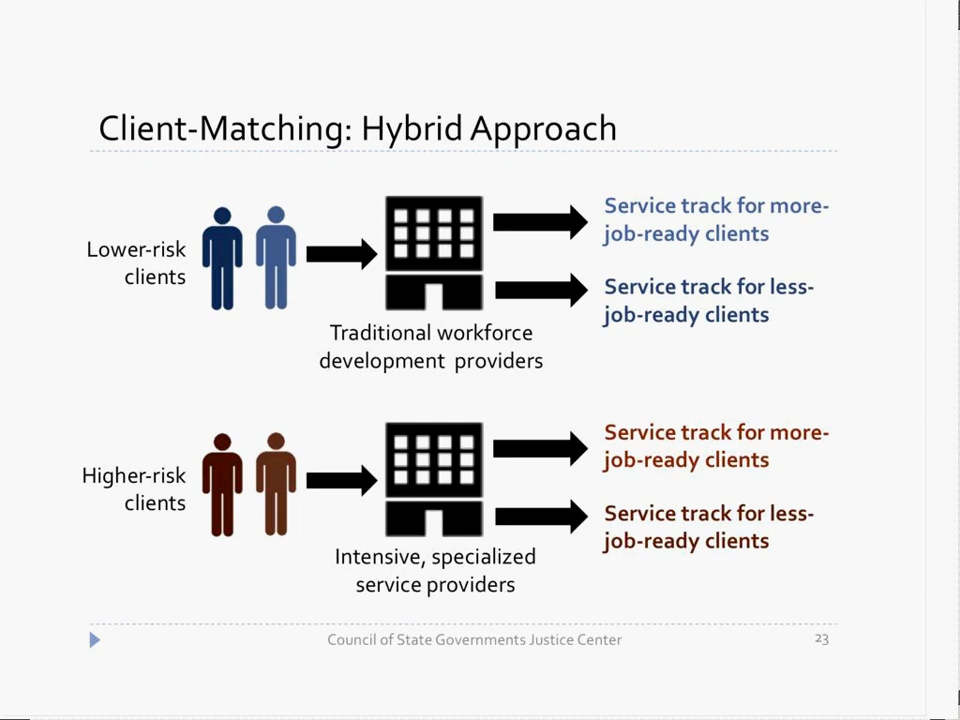 Client-Matching: Hybrid Approach
Lower-risk
clients
Traditional workforce
development providers
Service track for more-
job-ready clients
Service track for less-
job-ready clients
Higher-risk
clients
Intensive, specialized
service providers
Service track for more-
job-ready clients
Service track for less-
job-ready clients
Council of State Governments Justice Center
23